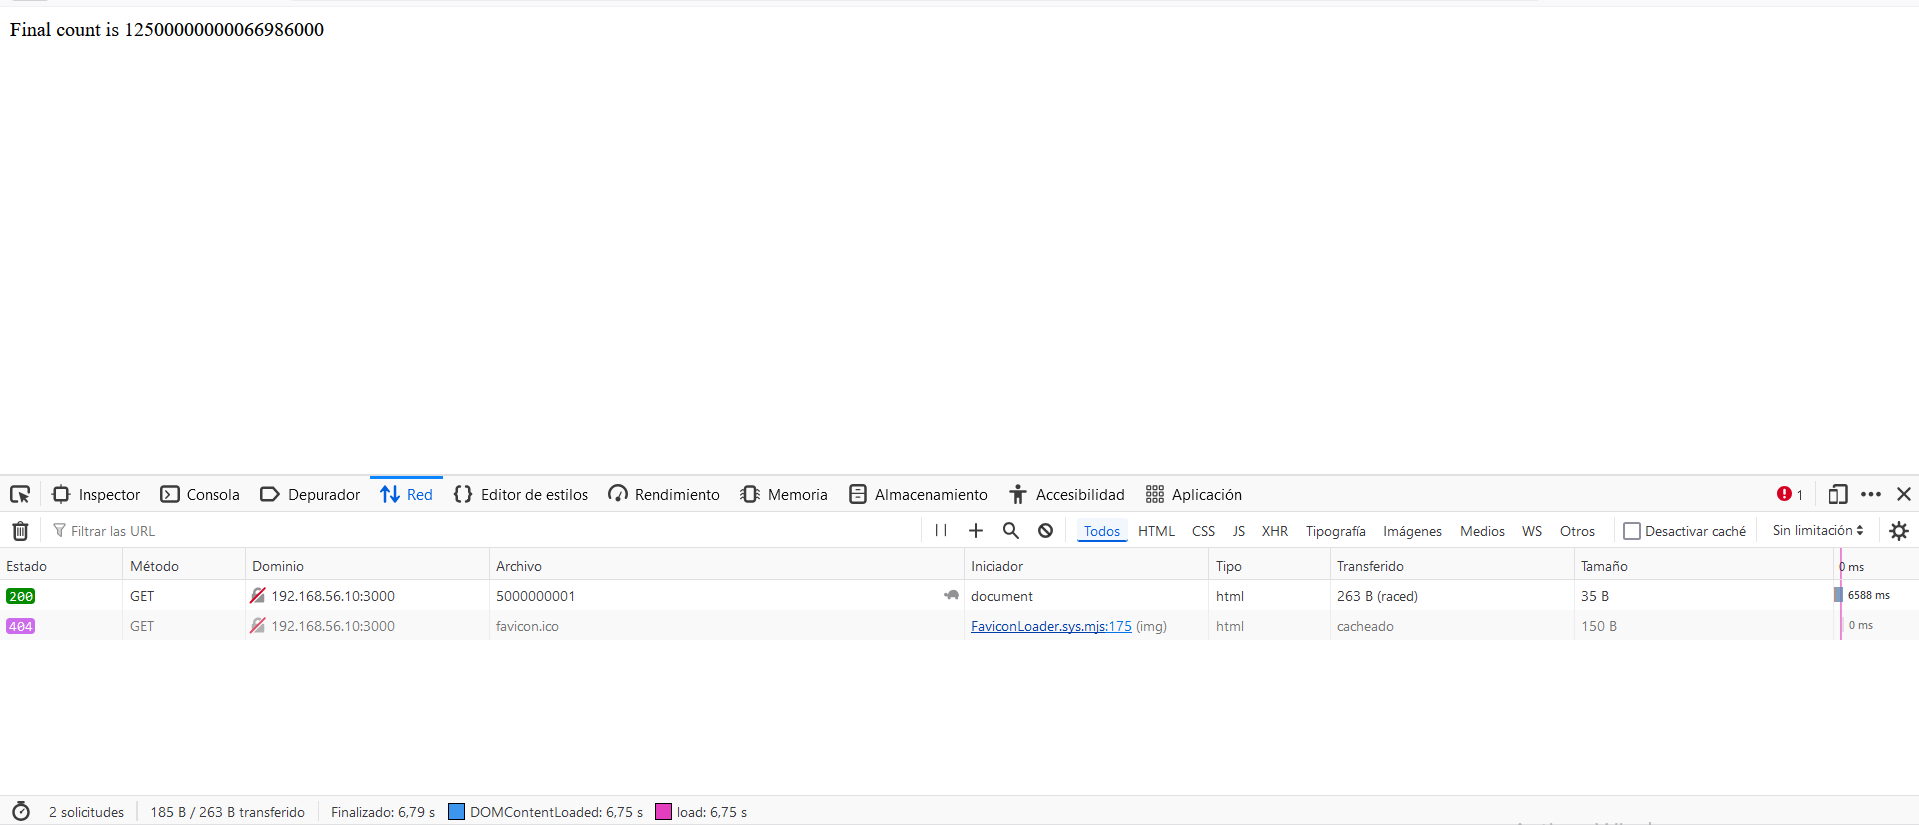 Final count is 12500000000066986000
Inspector Consola Depurador Red Editor de estilos Rendimiento Memoria Almacenamiento Accesibilidad Aplicación 1
Filtrar las URL Todos HTML CSS JS XHR Tipografía Imágenes Medios WS Otros Desactivar caché Sin limitación
Estado Método Dominio Archivo Iniciador Tipo Transferido Tamaño 0 ms
200 GET 192.168.56.10:3000 5000000001 document html 263 B (raced) 35 B 6588 ms
404 GET 192.168.56.10:3000 favicon.ico FaviconLoader.sys.mjs:175 (img) html cacheado 150 B 0 ms
2 solicitudes 185 B / 263 B transferido Finalizado: 6,79 s DOMContentLoaded: 6,75 s load: 6,75 s